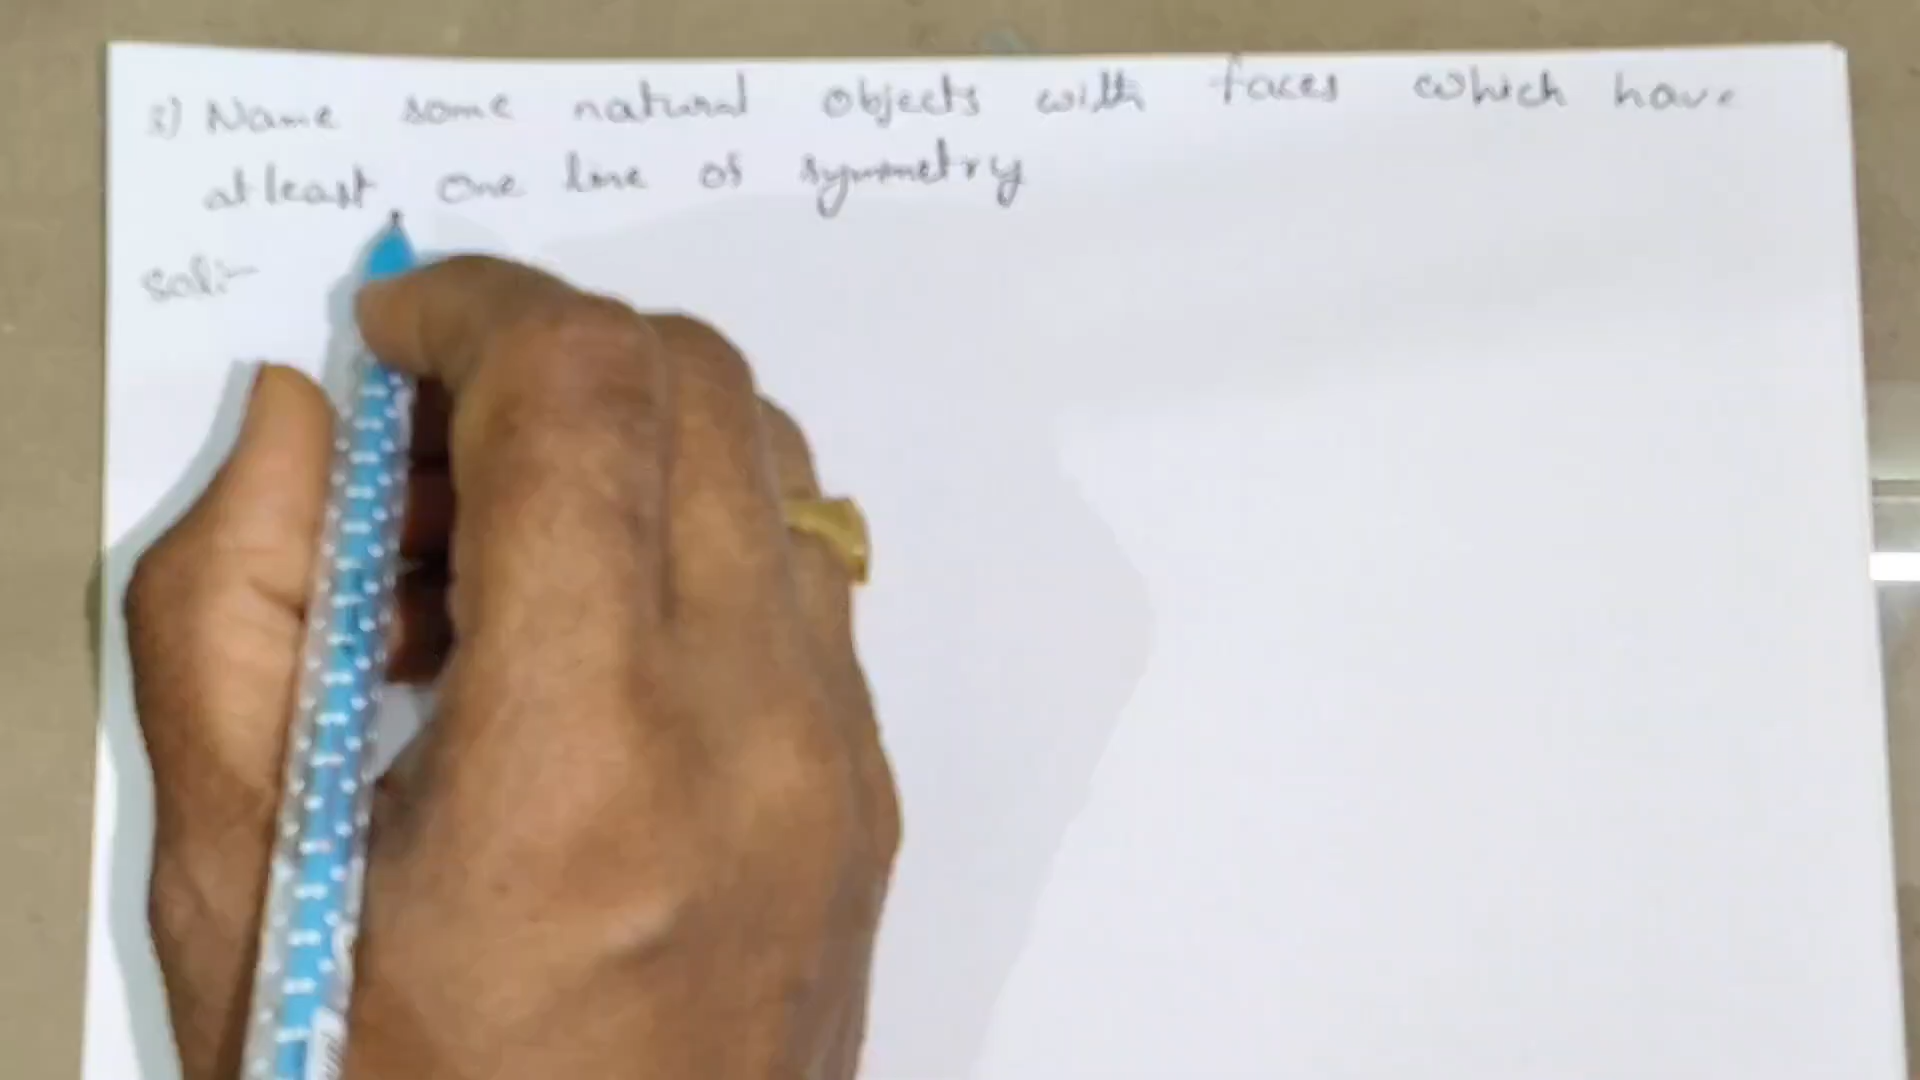 3) Name some natural objects with faces which have
atleast one line of symmetry
sol:-